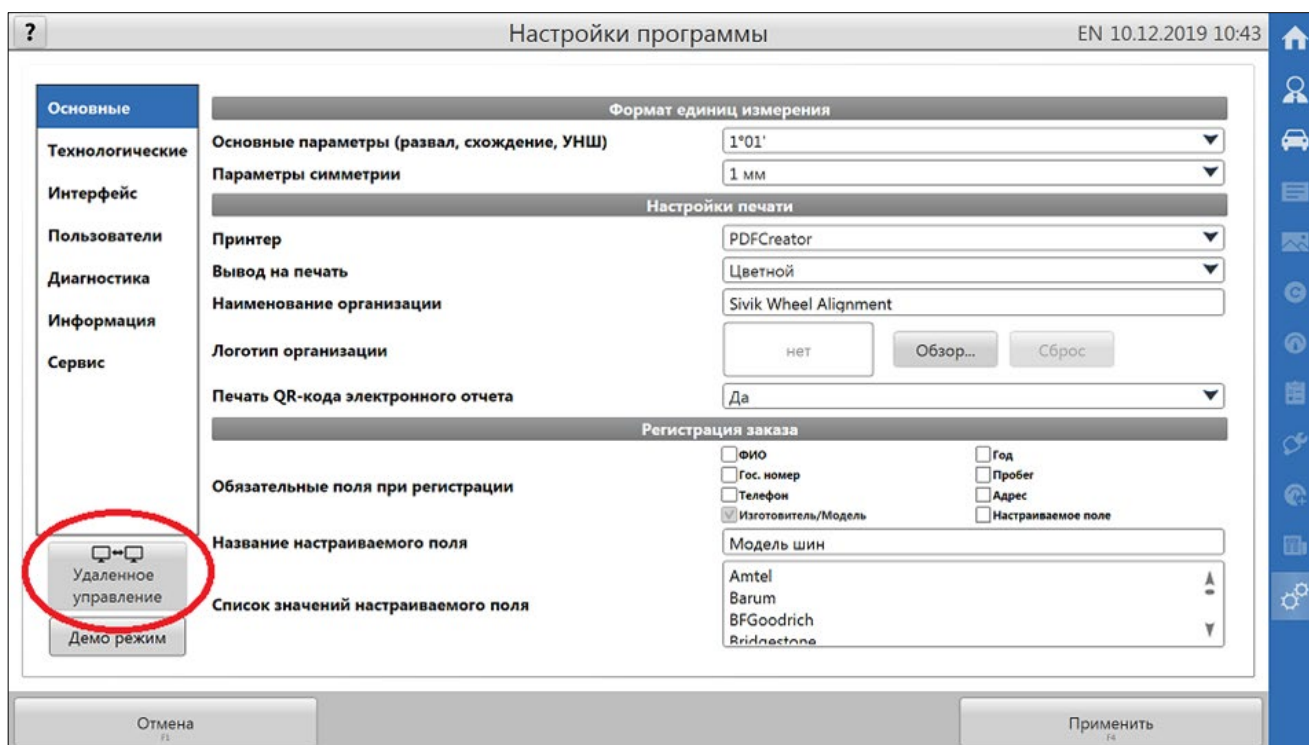 ?
Настройки программы
EN 10.12.2019 10:43
Основные
Технологические
Интерфейс
Пользователи
Диагностика
Информация
Сервис
Удаленное
управление
Демо режим
Формат единиц измерения
Основные параметры (развал, схождение, УНШ)
1°01'
Параметры симметрии
1 мм
Настройки печати
Принтер
PDFCreator
Вывод на печать
Цветной
Наименование организации
Sivik Wheel Alignment
Логотип организации
нет
Обзор...
Сброс
Печать QR-кода электронного отчета
Да
Регистрация заказа
Обязательные поля при регистрации
ФИО
Год
Гос. номер
Пробег
Телефон
Адрес
Изготовитель/Модель
Настраиваемое поле
Название настраиваемого поля
Модель шин
Список значений настраиваемого поля
Amtel
Barum
BFGoodrich
Bridgestone
Отмена
F1
Применить
F4